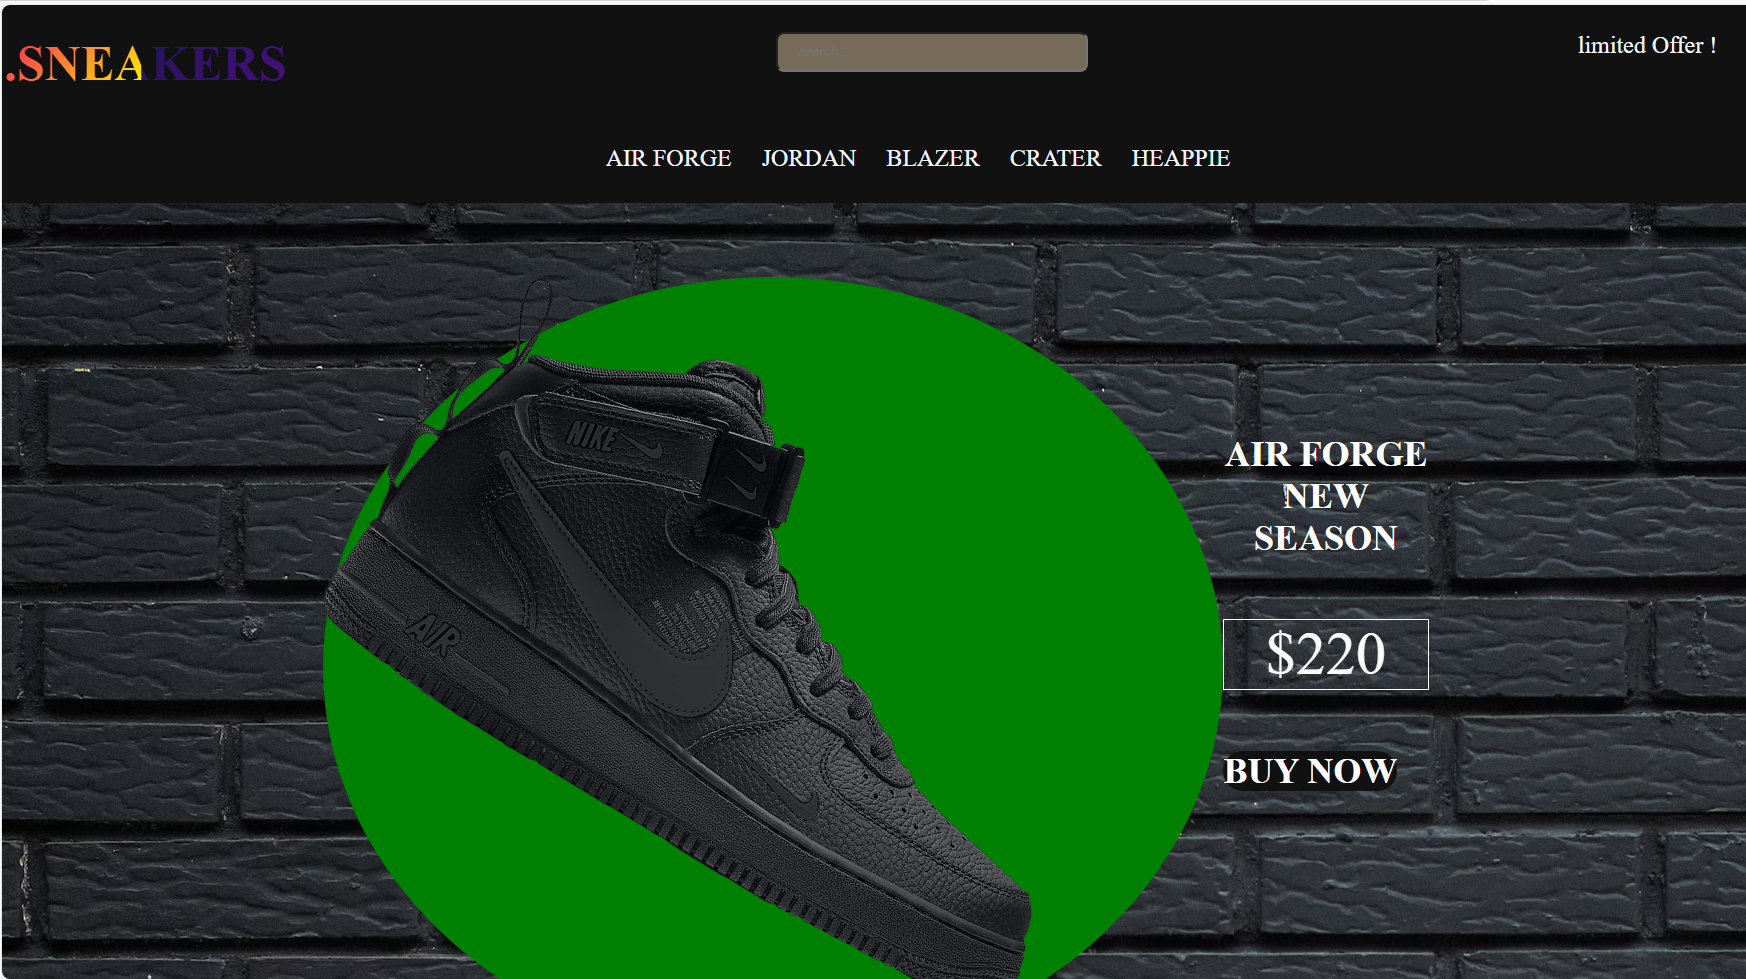 .SNEAKERS
search...
limited Offer !
AIR FORGE JORDAN BLAZER CRATER HEAPPIE
NIKE
AIR
AIR FORGE
NEW
SEASON
$220
BUY NOW